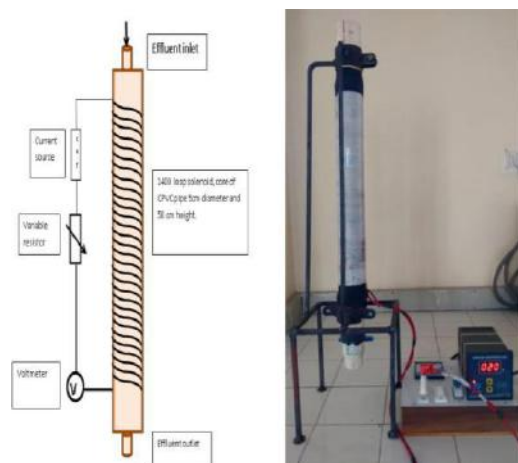 Effluent inlet
Current
source
1400 loop solenoid, core of
CPVC pipe 5cm diameter and
50 cm height.
Variable
resistor
Voltmeter
V
Effluent outlet
020